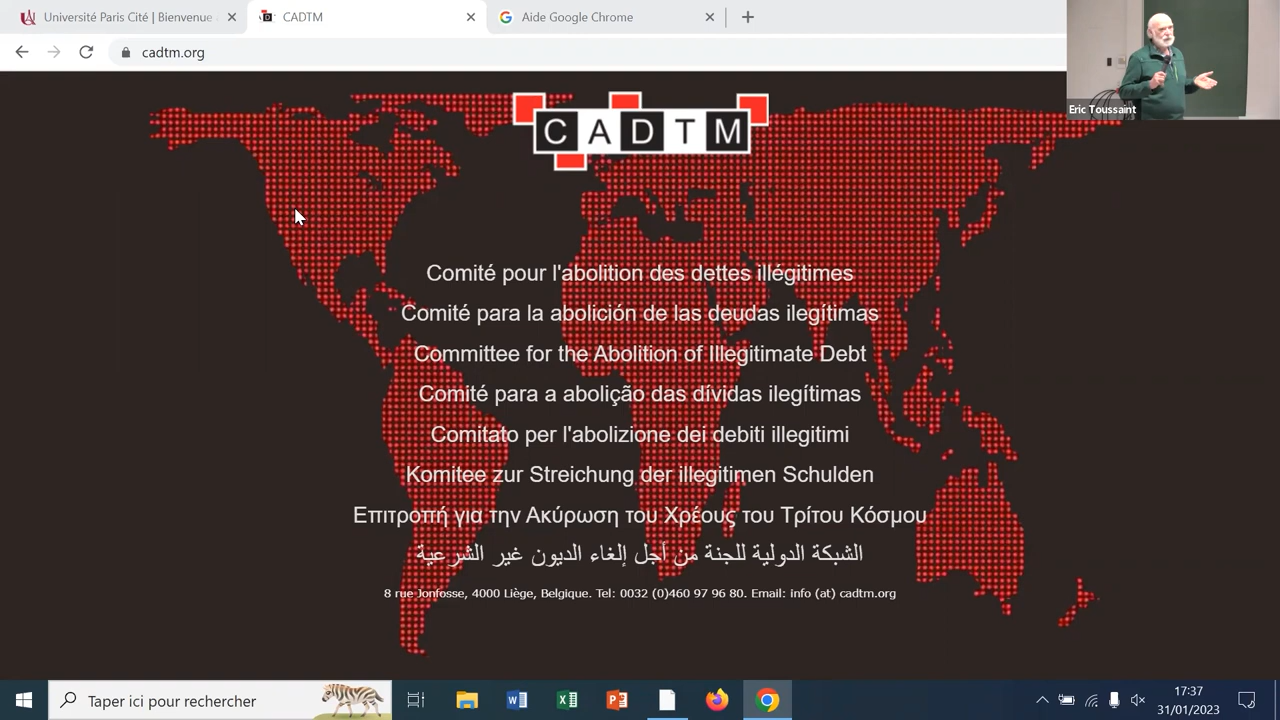 Université Paris Cité | Bienvenue
CADTM
Aide Google Chrome
cadtm.org
Eric Toussaint
CADTM
Comité pour l'abolition des dettes illégitimes
Comité para la abolición de las deudas ilegítimas
Committee for the Abolition of Illegitimate Debt
Comité para a abolição das dívidas ilegítimas
Comitato per l'abolizione dei debiti illegitimi
Komitee zur Streichung der illegitimen Schulden
Επιτροπή για την Ακύρωση του Χρέους του Τρίτου Κόσμου
الشبكة الدولية للجنة من أجل إلغاء الديون غير الشرعية
8 rue Jonfosse, 4000 Liège, Belgique. Tel: 0032 (0)460 97 96 80. Email: info (at) cadtm.org
Taper ici pour rechercher
17:37
31/01/2023